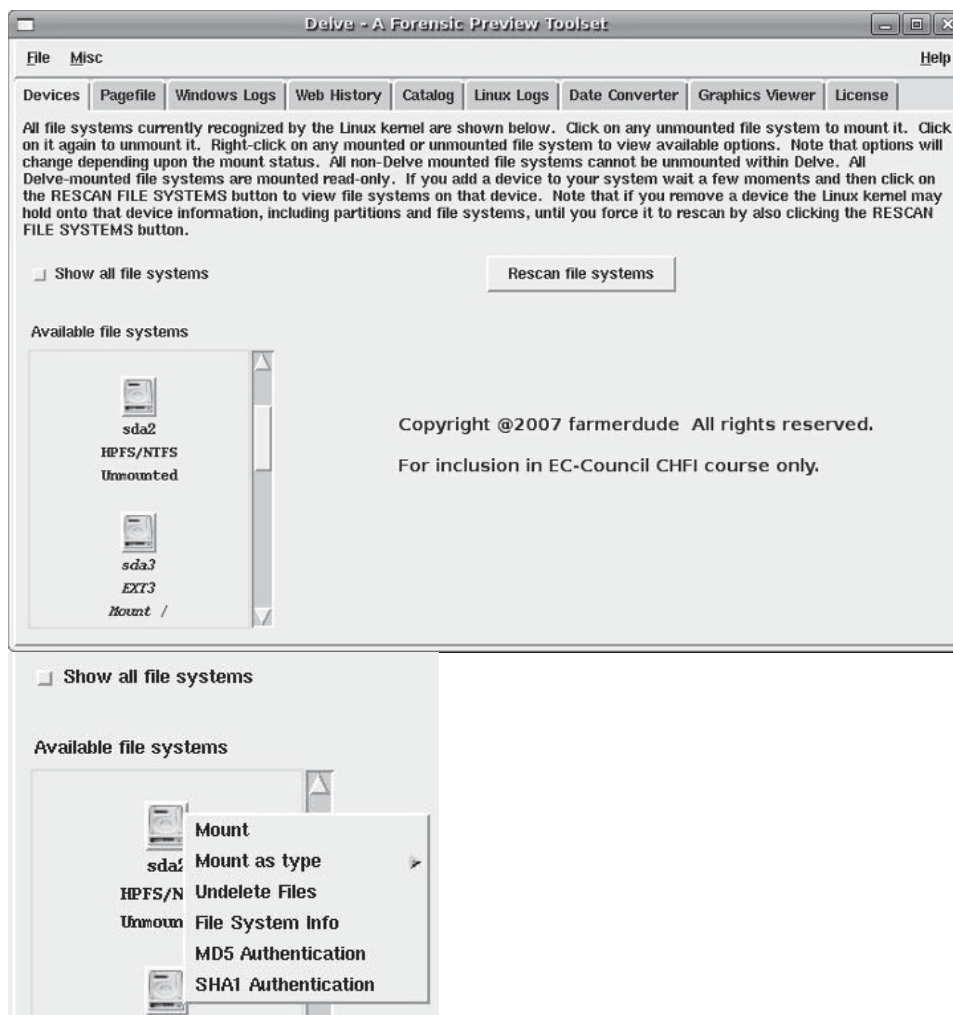 Delve - A Forensic Preview Toolset
File Misc Help
Devices Pagefile Windows Logs Web History Catalog Linux Logs Date Converter Graphics Viewer License
All file systems currently recognized by the Linux kernel are shown below. Click on any unmounted file system to mount it. Click
on it again to unmount it. Right-click on any mounted or unmounted file system to view available options. Note that options will
change depending upon the mount status. All non-Delve mounted file systems cannot be unmounted within Delve. All
Delve-mounted file systems are mounted read-only. If you add a device to your system wait a few moments and then click on
the RESCAN FILE SYSTEMS button to view file systems on that device. Note that if you remove a device the Linux kernel may
hold onto that device information, including partitions and file systems, until you force it to rescan by also clicking the RESCAN
FILE SYSTEMS button.
Show all file systems
Rescan file systems
Available file systems
sda2
HPFS/NTFS
Unmounted
sda3
EXT3
Mount /
Copyright @2007 farmerdude All rights reserved.
For inclusion in EC-Council CHFI course only.
Show all file systems
Available file systems
sda2
HPFS/N
Unmoun
Mount
Mount as type
Undelete Files
File System Info
MD5 Authentication
SHA1 Authentication